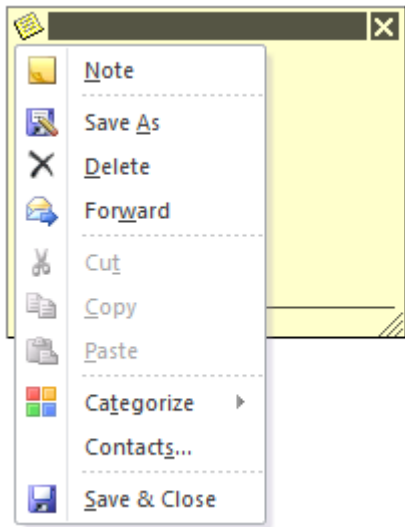 Note
Save As
Delete
Forward
Cut
Copy
Paste
Categorize
Contacts...
Save & Close